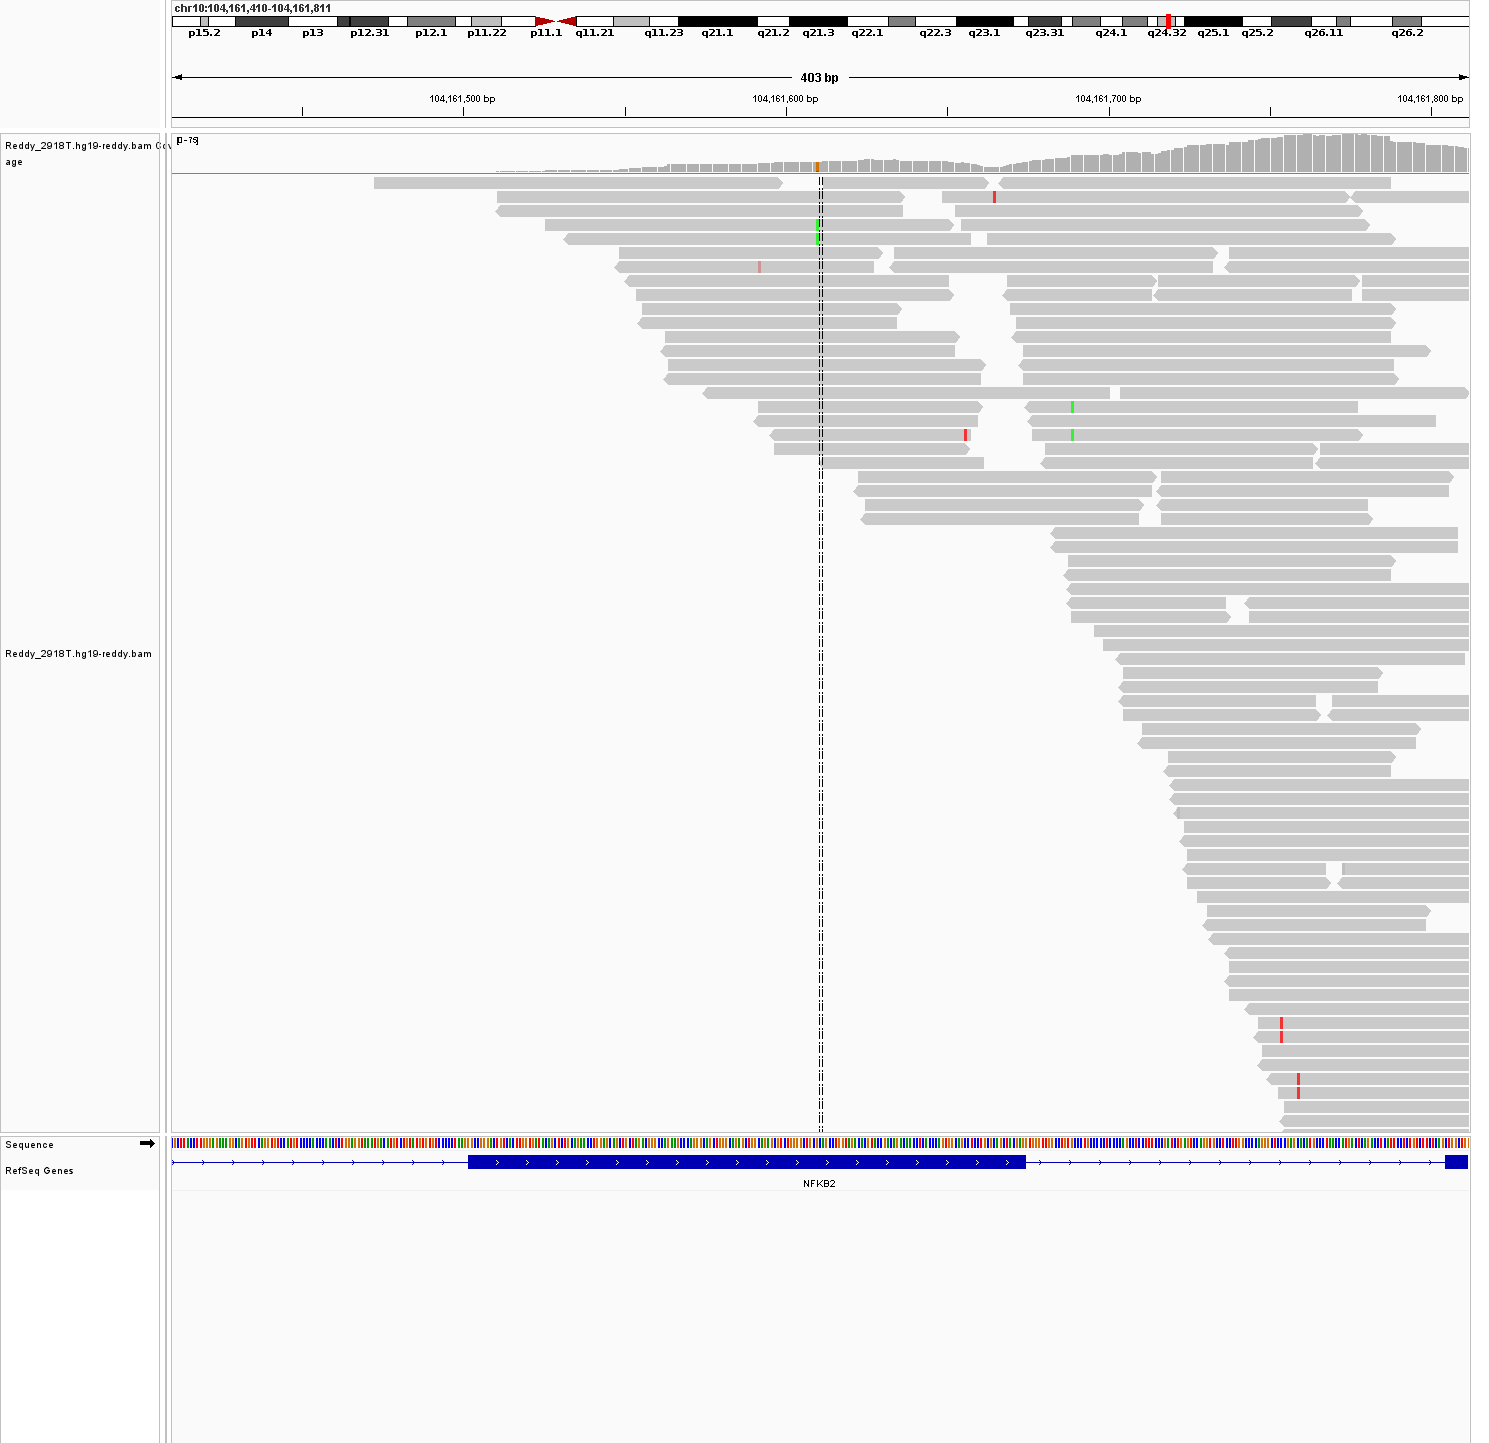 chr10:104,161,410-104,161,811
p15.2 p14 p13 p12.31 p12.1 p11.22 p11.1 q11.21 q11.23 q21.1 q21.2 q21.3 q22.1 q22.3 q23.1 q23.31 q24.1 q24.32 q25.1 q25.2 q26.11 q26.2
403 bp
104,161,500 bp 104,161,600 bp 104,161,700 bp 104,161,800 bp
[0 - 79]
Reddy_2918T.hg19-reddy.bam Cov
age
Reddy_2918T.hg19-reddy.bam
Sequence
RefSeq Genes
NFKB2